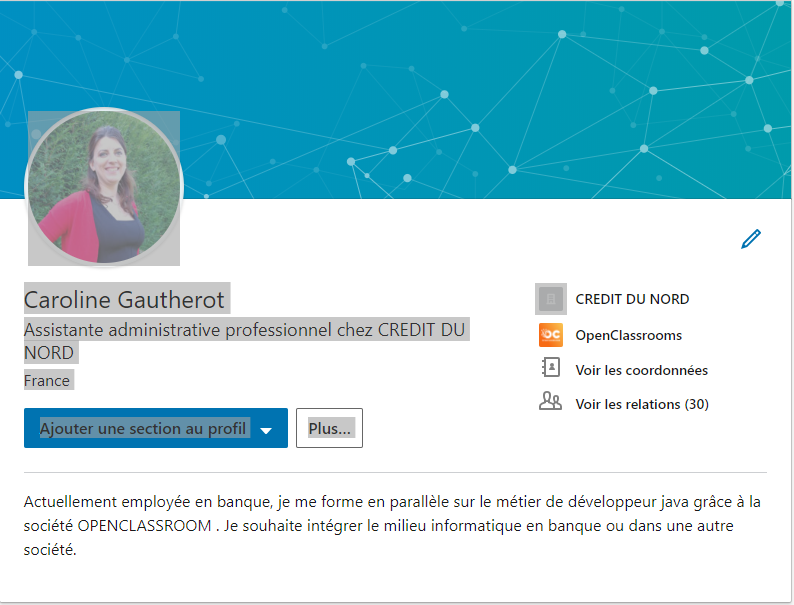 Caroline Gautherot
Assistante administrative professionnel chez CREDIT DU
NORD
France
Ajouter une section au profil
Plus...
CREDIT DU NORD
OpenClassrooms
Voir les coordonnées
Voir les relations (30)
Actuellement employée en banque, je me forme en parallèle sur le métier de développeur java grâce à la
société OPENCLASSROOM . Je souhaite intégrer le milieu informatique en banque ou dans une autre
société.